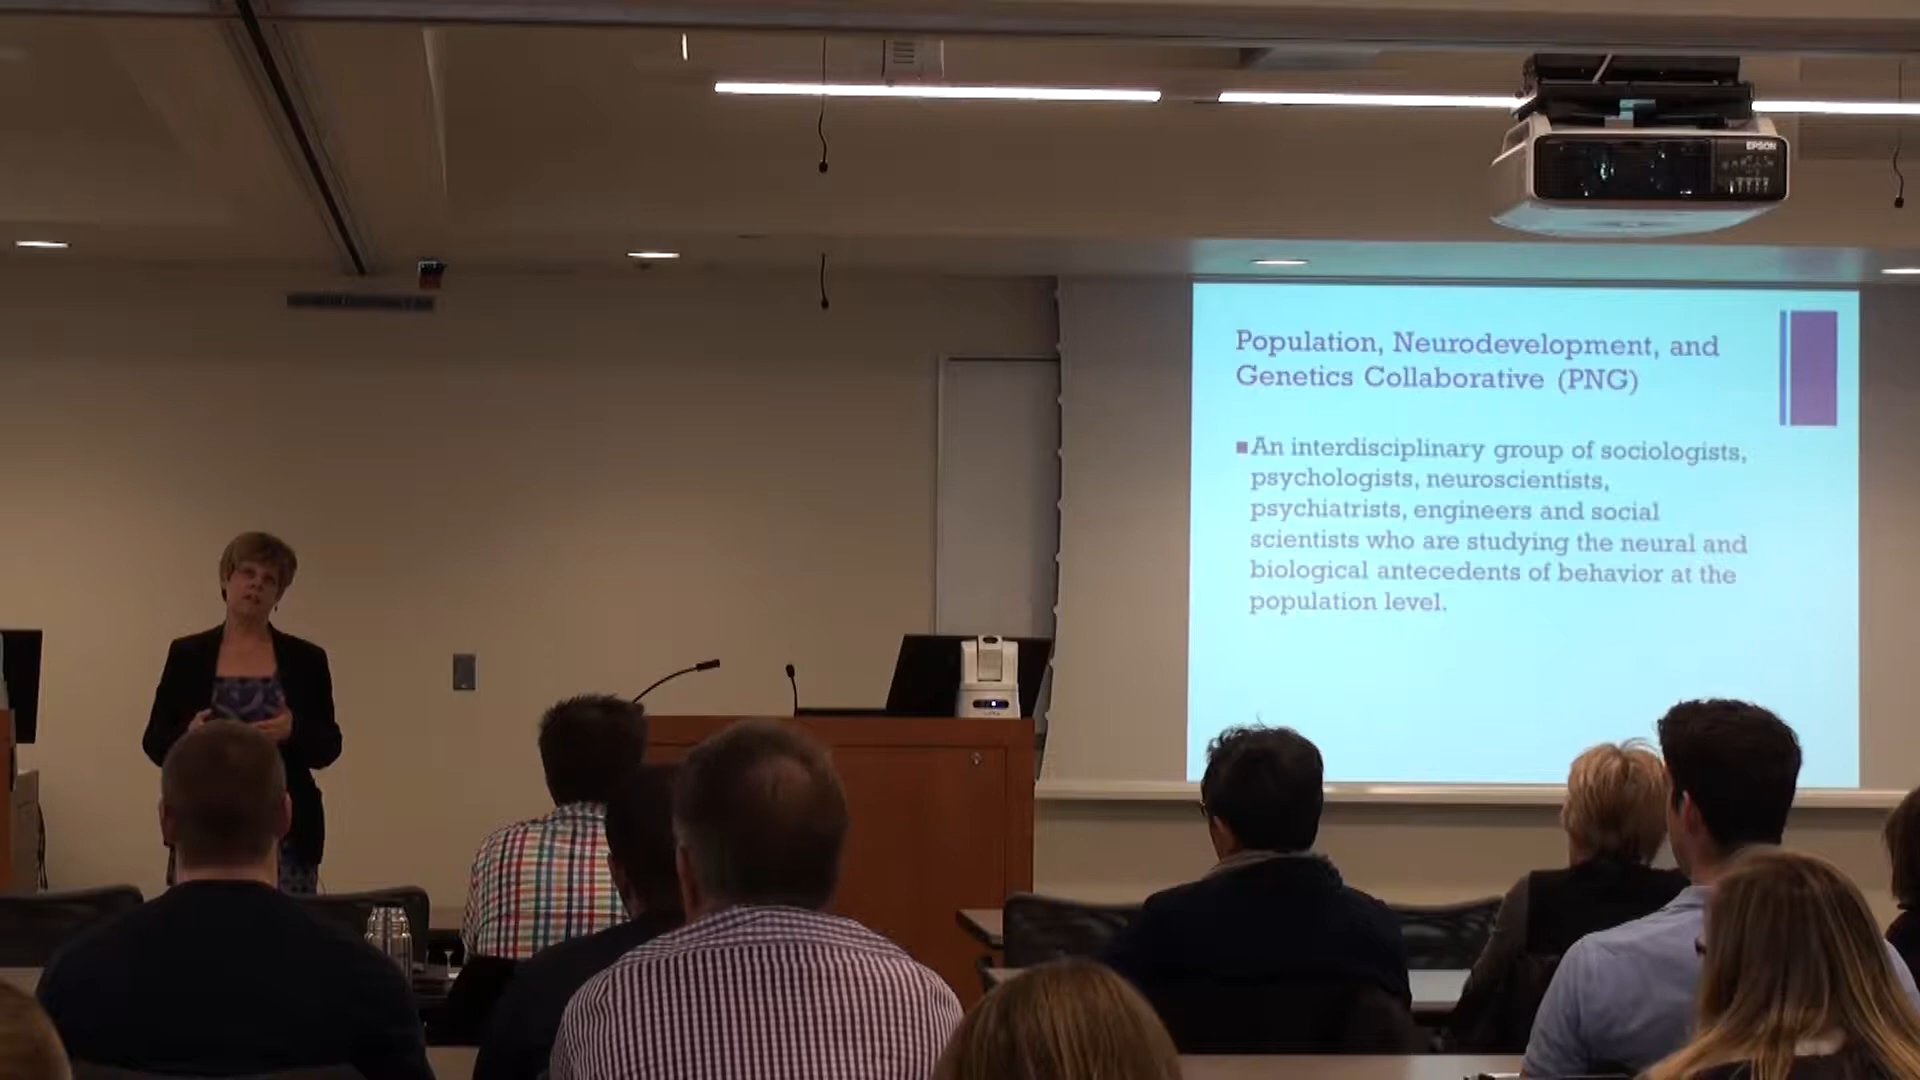 EPSON
Population, Neurodevelopment, and
Genetics Collaborative (PNG)
An interdisciplinary group of sociologists,
psychologists, neuroscientists,
psychiatrists, engineers and social
scientists who are studying the neural and
biological antecedents of behavior at the
population level.